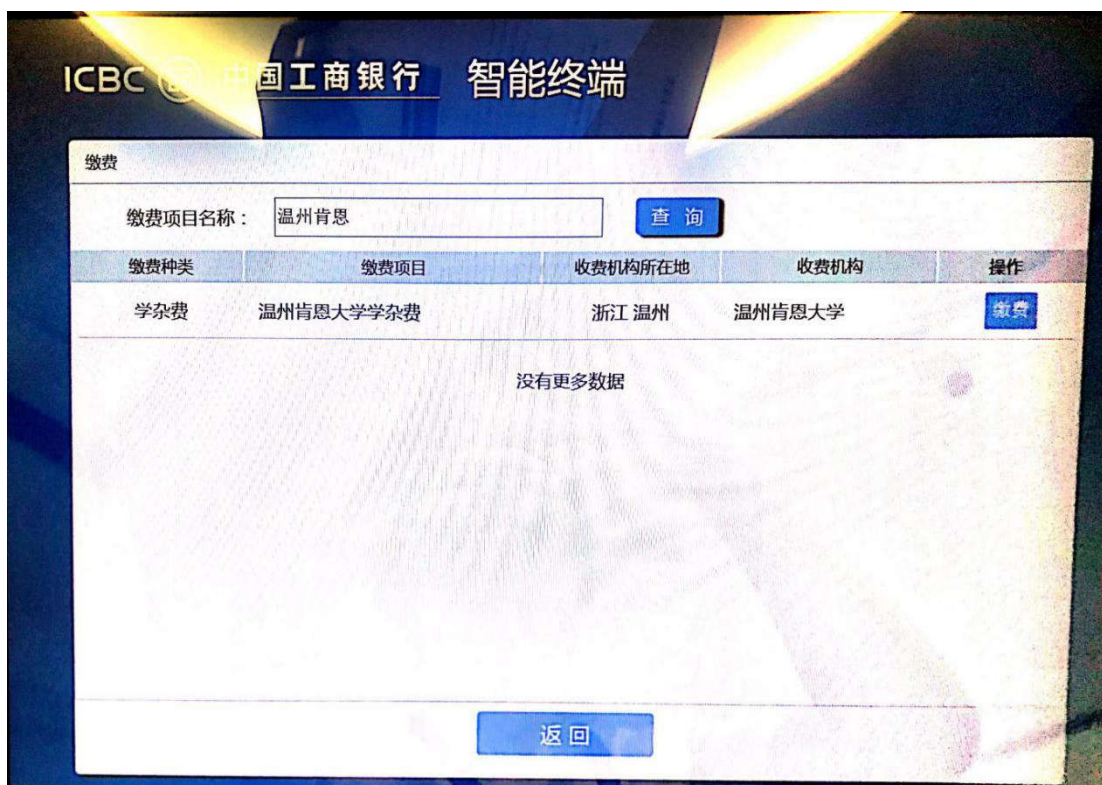 ICBC 中国工商银行 智能终端
缴费
缴费项目名称： 温州肯恩 查询
缴费种类 缴费项目 收费机构所在地 收费机构 操作
学杂费 温州肯恩大学学杂费 浙江 温州 温州肯恩大学 缴费
没有更多数据
返回